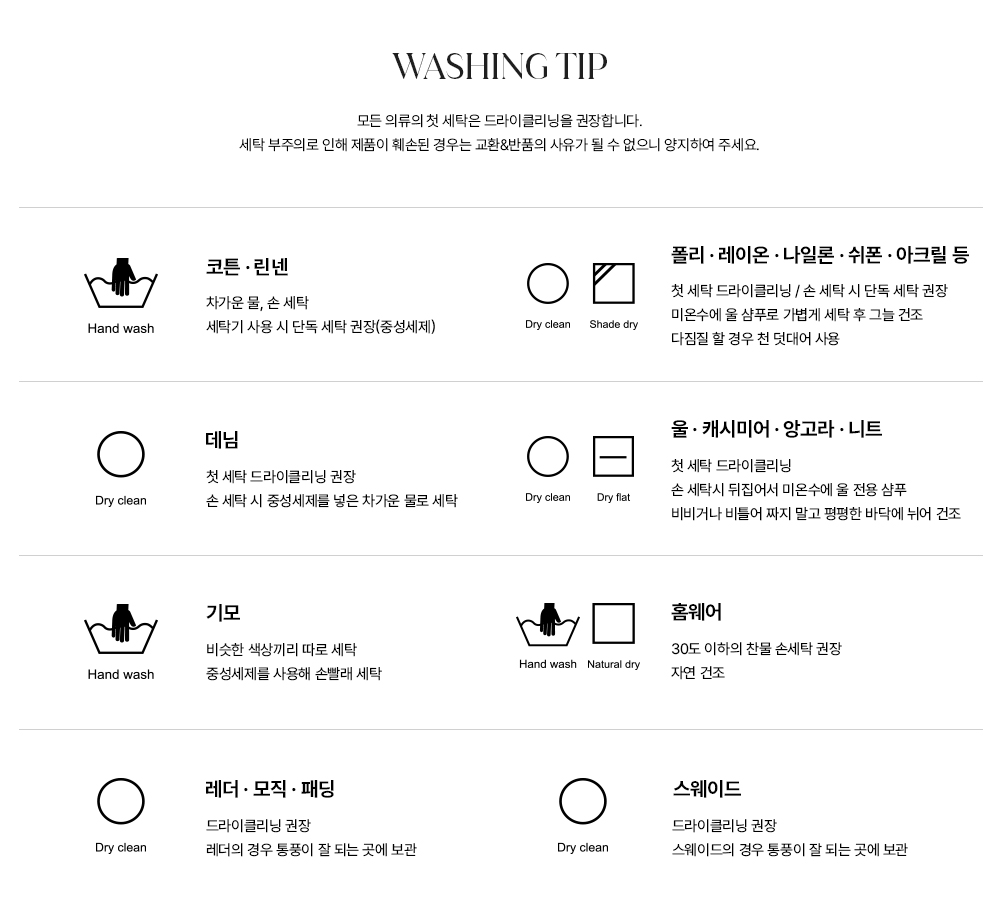 WASHING TIP
모든 의류의 첫 세탁은 드라이클리닝을 권장합니다.
세탁 부주의로 인해 제품이 훼손된 경우는 교환&반품의 사유가 될 수 없으니 양지하여 주세요.
Hand wash
코튼 · 린넨
차가운 물, 손 세탁
세탁기 사용 시 단독 세탁 권장(중성세제)
Dry clean
Shade dry
폴리 · 레이온 · 나일론 · 쉬폰 · 아크릴 등
첫 세탁 드라이클리닝 / 손 세탁 시 단독 세탁 권장
미온수에 울 샴푸로 가볍게 세탁 후 그늘 건조
다짐질 할 경우 천 덧대어 사용
Dry clean
데님
첫 세탁 드라이클리닝 권장
손 세탁 시 중성세제를 넣은 차가운 물로 세탁
Dry clean
Dry flat
울 · 캐시미어 · 앙고라 · 니트
첫 세탁 드라이클리닝
손 세탁시 뒤집어서 미온수에 울 전용 샴푸
비비거나 비틀어 짜지 말고 평평한 바닥에 뉘어 건조
Hand wash
기모
비슷한 색상끼리 따로 세탁
중성세제를 사용해 손빨래 세탁
Hand wash
Natural dry
홈웨어
30도 이하의 찬물 손세탁 권장
자연 건조
Dry clean
레더 · 모직 · 패딩
드라이클리닝 권장
레더의 경우 통풍이 잘 되는 곳에 보관
Dry clean
스웨이드
드라이클리닝 권장
스웨이드의 경우 통풍이 잘 되는 곳에 보관